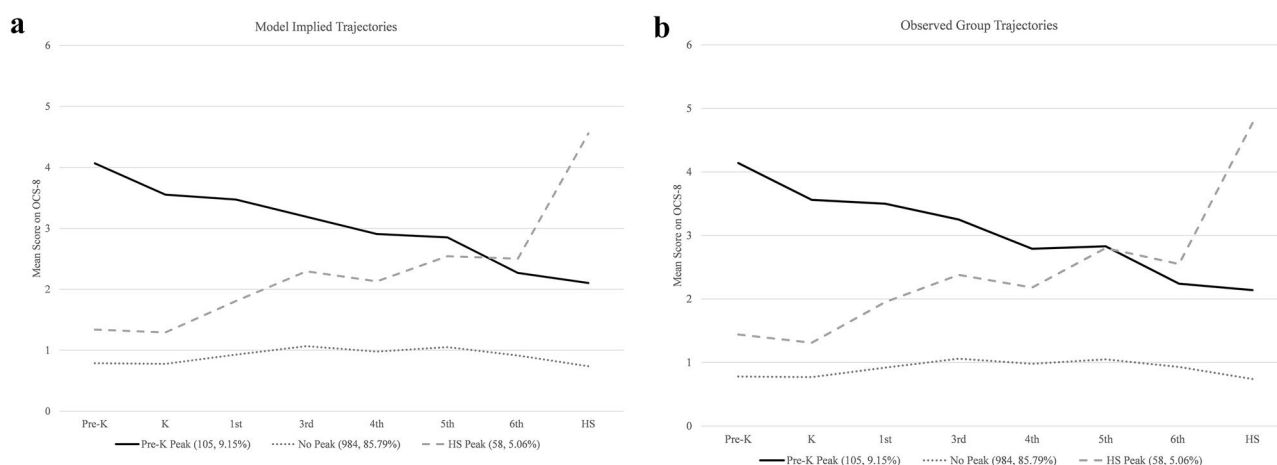 a
Model Implied Trajectories
Mean Score on OCS-8
6
5
4
3
2
1
0
Pre-K K 1st 3rd 4th 5th 6th HS
Pre-K Peak (105, 9.15%) No Peak (984, 85.79%) HS Peak (58, 5.06%)
b
Observed Group Trajectories
Mean Score on OCS-8
6
5
4
3
2
1
0
Pre-K K 1st 3rd 4th 5th 6th HS
Pre-K Peak (105, 9.15%) No Peak (984, 85.79%) HS Peak (58, 5.06%)